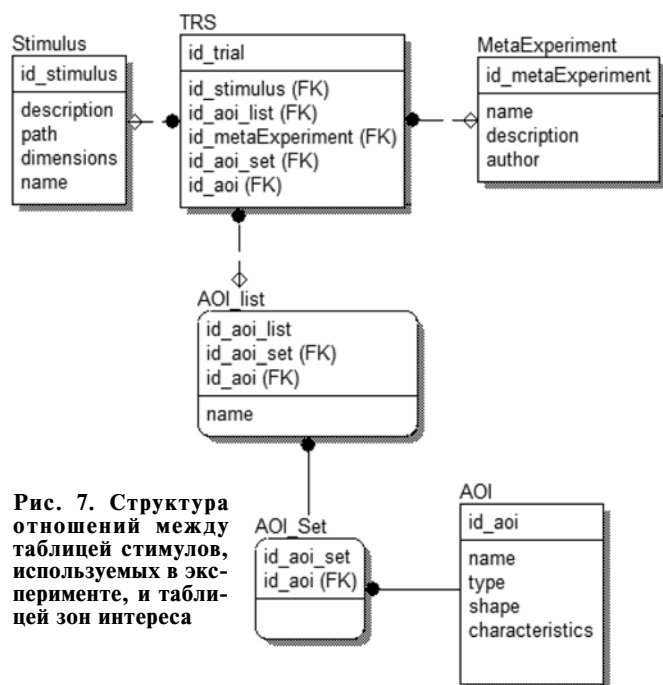 TRS
id_trial
id_stimulus (FK)
id_aoi_list (FK)
id_metaExperiment (FK)
id_aoi_set (FK)
id_aoi (FK)
Stimulus
id_stimulus
description
path
dimensions
name
MetaExperiment
id_metaExperiment
name
description
author
AOI_list
id_aoi_list
id_aoi_set (FK)
id_aoi (FK)
name
AOI_Set
id_aoi_set
id_aoi (FK)
AOI
id_aoi
name
type
shape
characteristics
Рис. 7. Структура
отношений между
таблицей стимулов,
используемых в экс-
перименте, и табли-
цей зон интереса